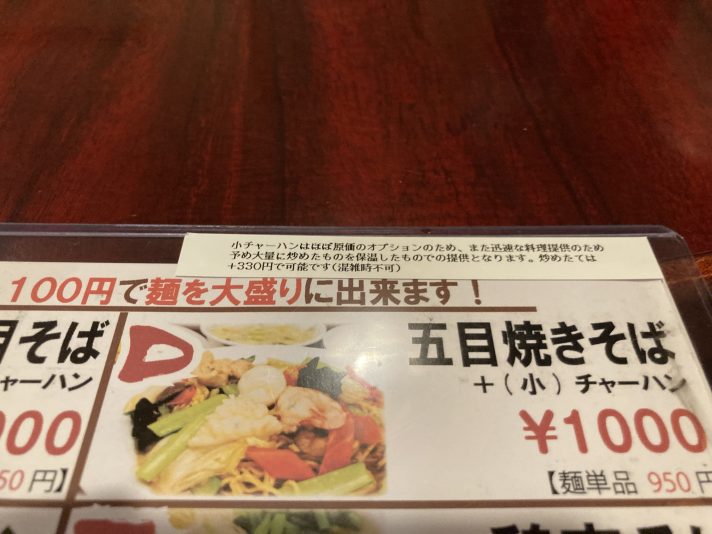 小チャーハンはほぼ原価のオプションのため、また迅速な料理提供のため
予め大量に炒めたものを保温したものでの提供となります。炒めたては
+330円で可能です(混雑時不可)
100円で麺を大盛りに出来ます!
目そば
チャーハン
000
50円】
D
五目焼きそば
+(小)チャーハン
¥1000
【麺単品 950円